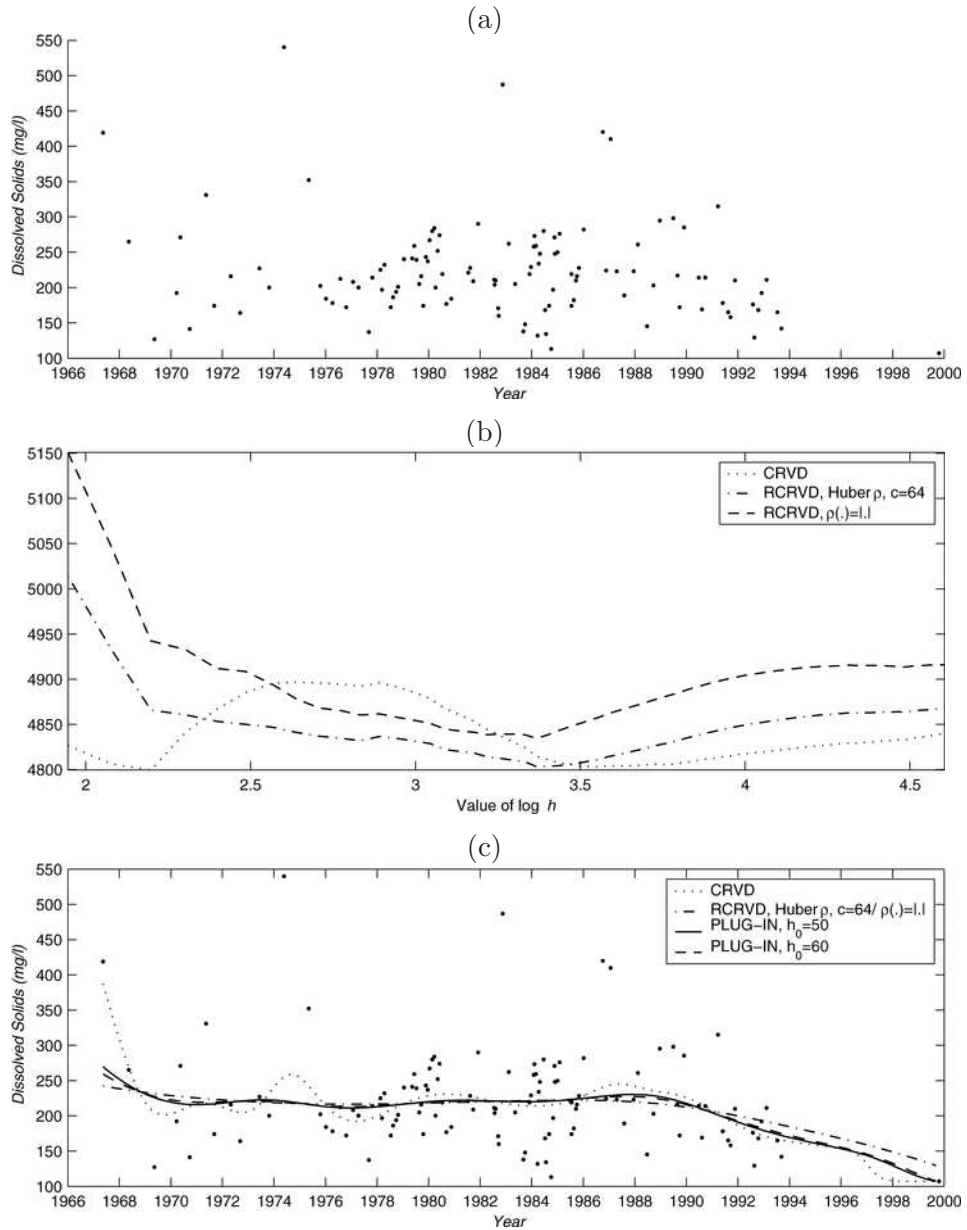 (a)
550
500
450
400
350
300
250
200
150
100
Dissolved Solids (mg/l)
1966 1968 1970 1972 1974 1976 1978 1980 1982 1984 1986 1988 1990 1992 1994 1996 1998 2000
Year
(b)
5150
5100
5050
5000
4950
4900
4850
4800
CRVD
RCRVD, Huber ρ, c=64
RCRVD, ρ(.)=|.|
2 2.5 3 3.5 4 4.5
Value of log h
(c)
550
500
450
400
350
300
250
200
150
100
Dissolved Solids (mg/l)
CRVD
RCRVD, Huber ρ, c=64/ ρ(.)=|.|
PLUG−IN, h0=50
PLUG−IN, h0=60
1966 1968 1970 1972 1974 1976 1978 1980 1982 1984 1986 1988 1990 1992 1994 1996 1998 2000
Year